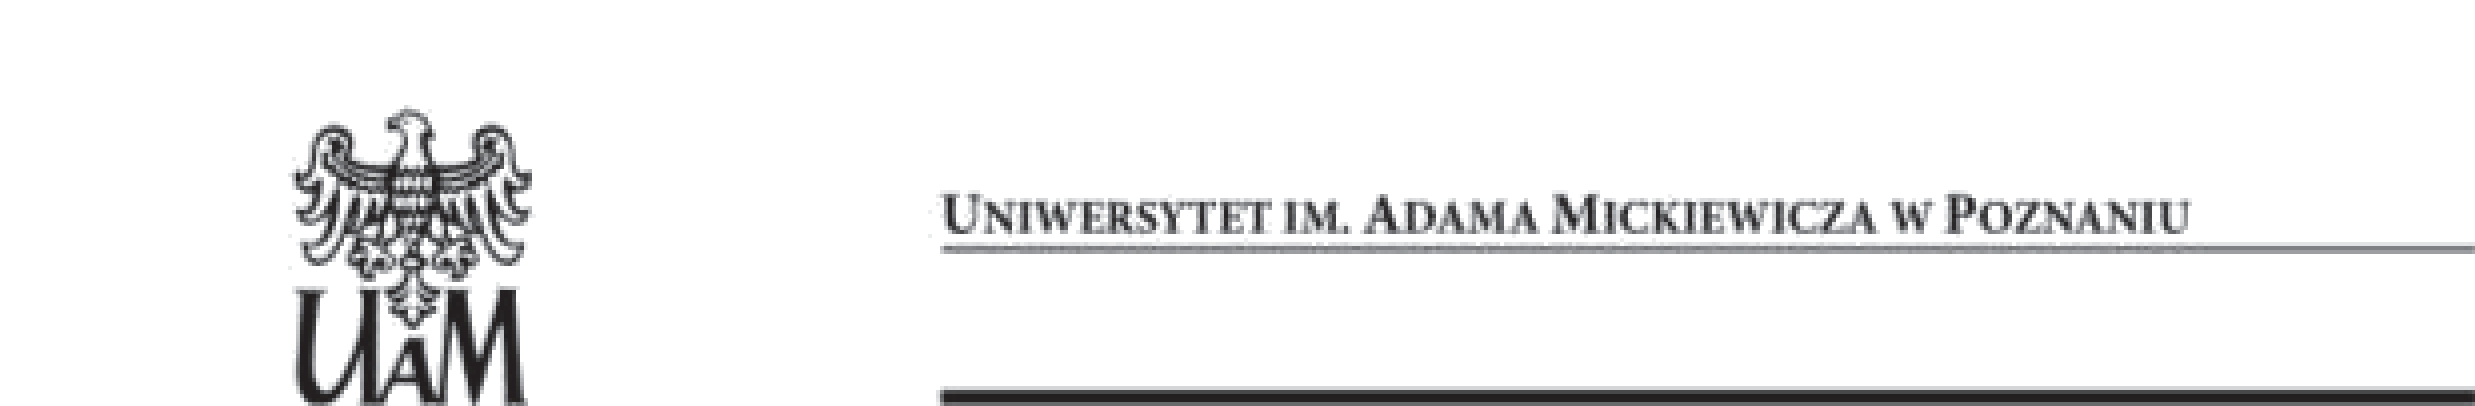 UNIWERSYTET IM. ADAMA MICKIEWICZA W POZNANIU
UAM